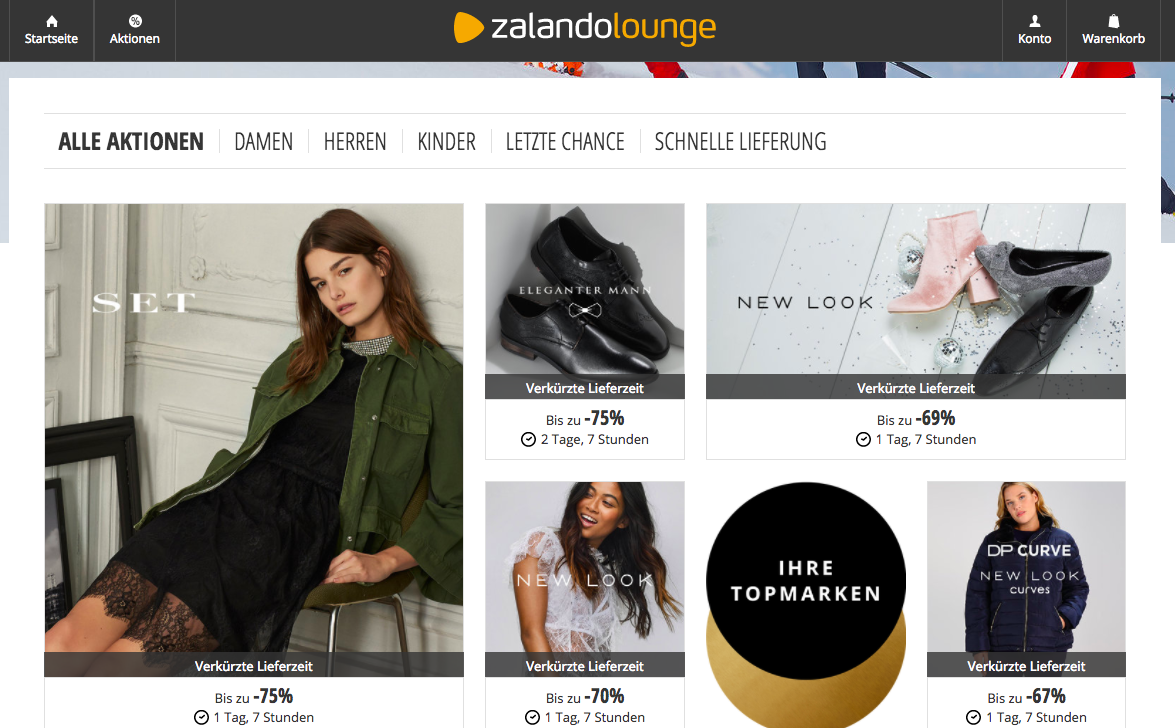 Startseite
Aktionen
zalandolounge
Konto
Warenkorb
ALLE AKTIONEN
DAMEN
HERREN
KINDER
LETZTE CHANCE
SCHNELLE LIEFERUNG
SET
Verkürzte Lieferzeit
Bis zu -75%
1 Tag, 7 Stunden
ELEGANTER MANN
Verkürzte Lieferzeit
Bis zu -75%
2 Tage, 7 Stunden
NEW LOOK
Verkürzte Lieferzeit
Bis zu -69%
1 Tag, 7 Stunden
NEW LOOK
Verkürzte Lieferzeit
Bis zu -70%
1 Tag, 7 Stunden
IHRE
TOPMARKEN
DP CURVE
NEW LOOK
curves
Verkürzte Lieferzeit
Bis zu -67%
1 Tag, 7 Stunden